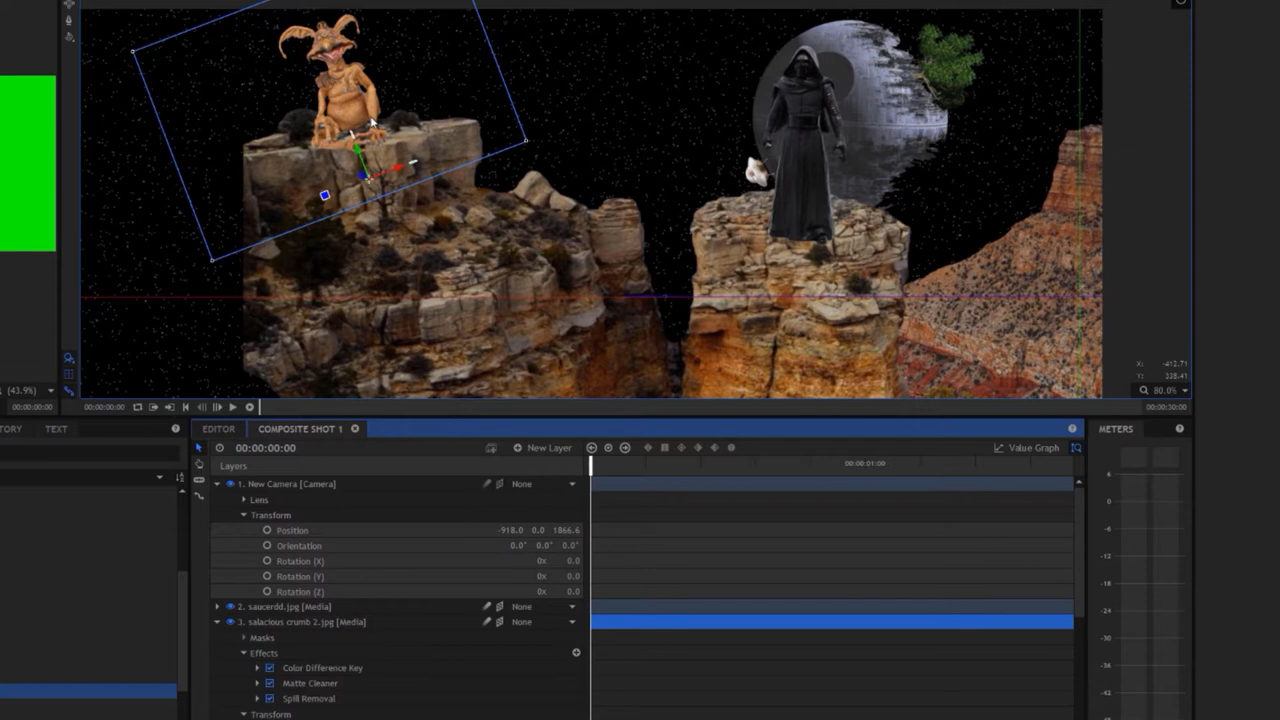 X: -412.71
Y: 338.41
(43.9%)
80.0%
00:00:00:00
00:00:00:00
00:00:30:00
TORY TEXT
EDITOR COMPOSITE SHOT 1
METERS
00:00:00:00
New Layer
Value Graph
Layers
00:00:01:00
1. New Camera [Camera] None
Lens
Transform
Position -918.0 0.0 1866.6
Orientation 0.0° 0.0° 0.0°
Rotation (X) 0x 0.0
Rotation (Y) 0x 0.0
Rotation (Z) 0x 0.0
2. saucerdd.jpg [Media] None
3. salacious crumb 2.jpg [Media] None
Masks
Effects
Color Difference Key
Matte Cleaner
Spill Removal
Transform
6
0
-6
-12
-18
-24
-30
-36
-42